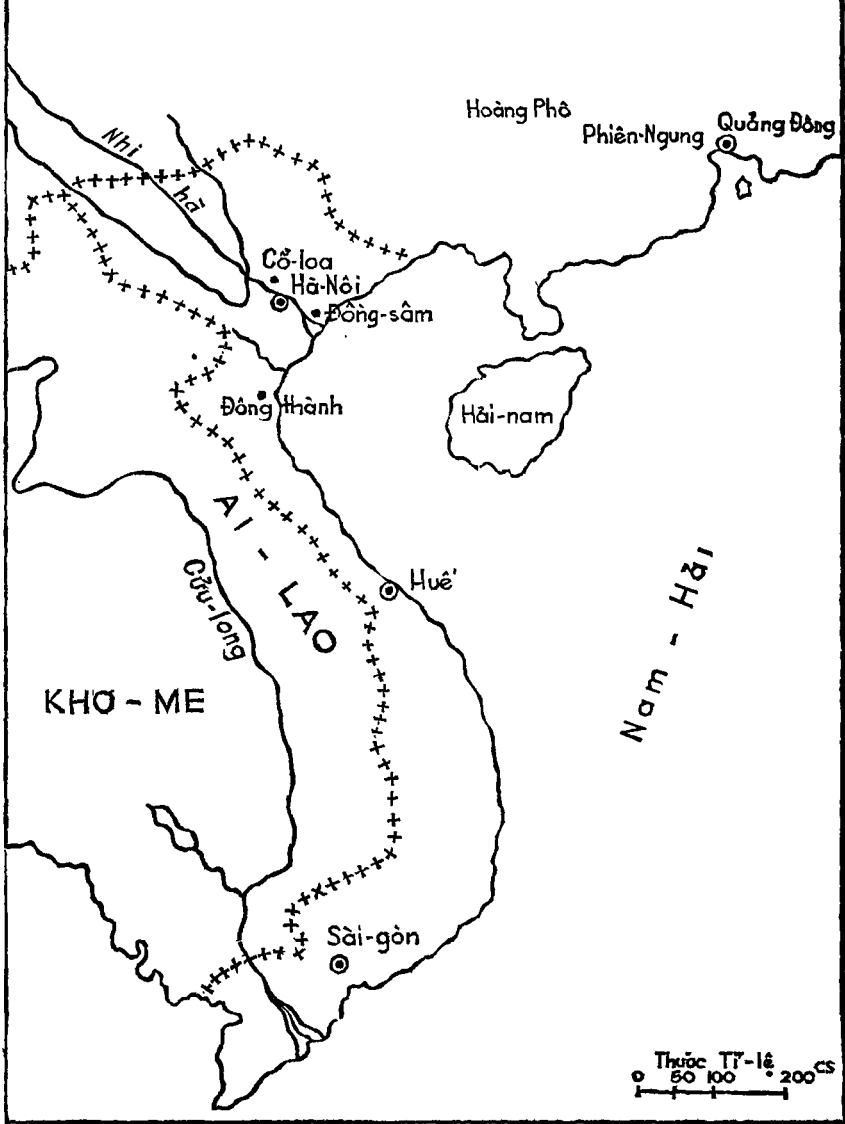 Hoàng Phô
Quảng Đông
Phiên-Ngung
Nhi
hà
Cổ-loa
Hà-Nôi
Đông-sâm
Hải-nam
Đông thành
AI - LAO
Cửu-long
Huế
Nam - Hải
KHƠ - ME
Sài-gòn
Thước Tỉ-lệ
0 50 100 200 CS